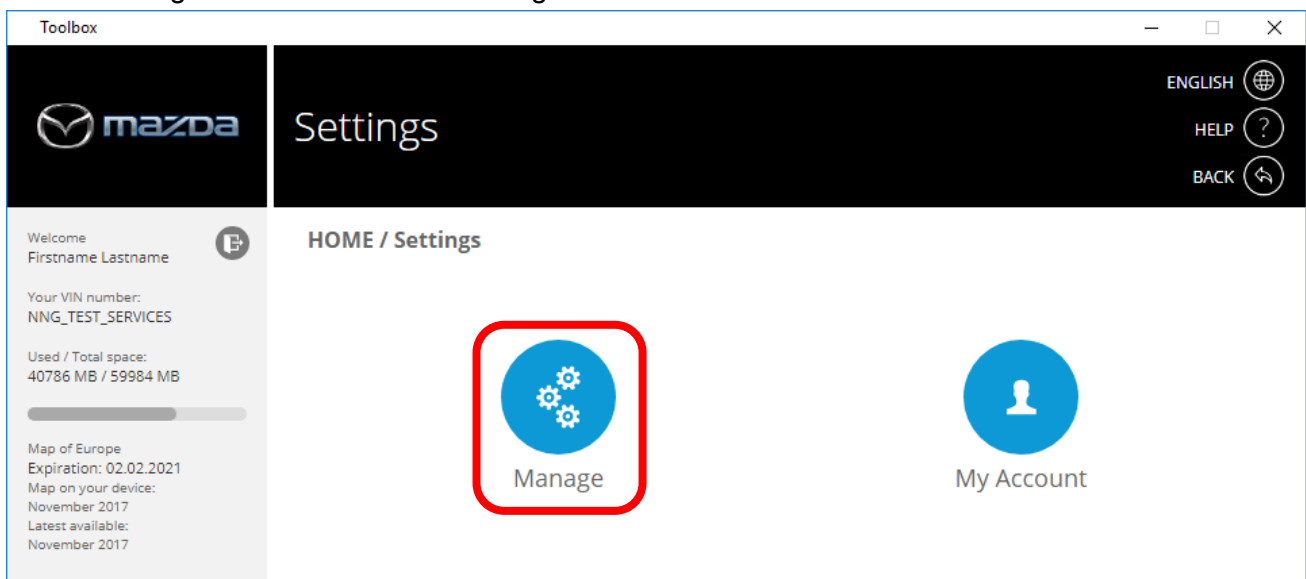 Toolbox
mazda
Settings
ENGLISH
HELP
?
BACK
Welcome
Firstname Lastname
Your VIN number:
NNG_TEST_SERVICES
Used / Total space:
40786 MB / 59984 MB
Map of Europe
Expiration: 02.02.2021
Map on your device:
November 2017
Latest available:
November 2017
HOME / Settings
Manage
My Account